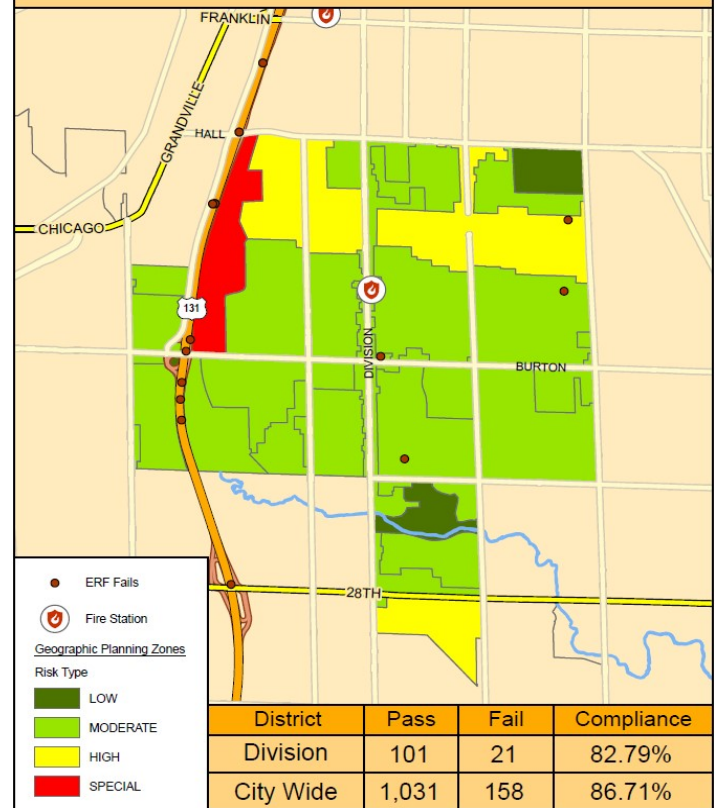 FRANKLIN
GRANDVILLE
HALL
CHICAGO
131
DIVISION
BURTON
28TH
ERF Fails
Fire Station
Geographic Planning Zones
Risk Type
LOW
MODERATE
HIGH
SPECIAL
District Pass Fail Compliance
Division 101 21 82.79%
City Wide 1,031 158 86.71%